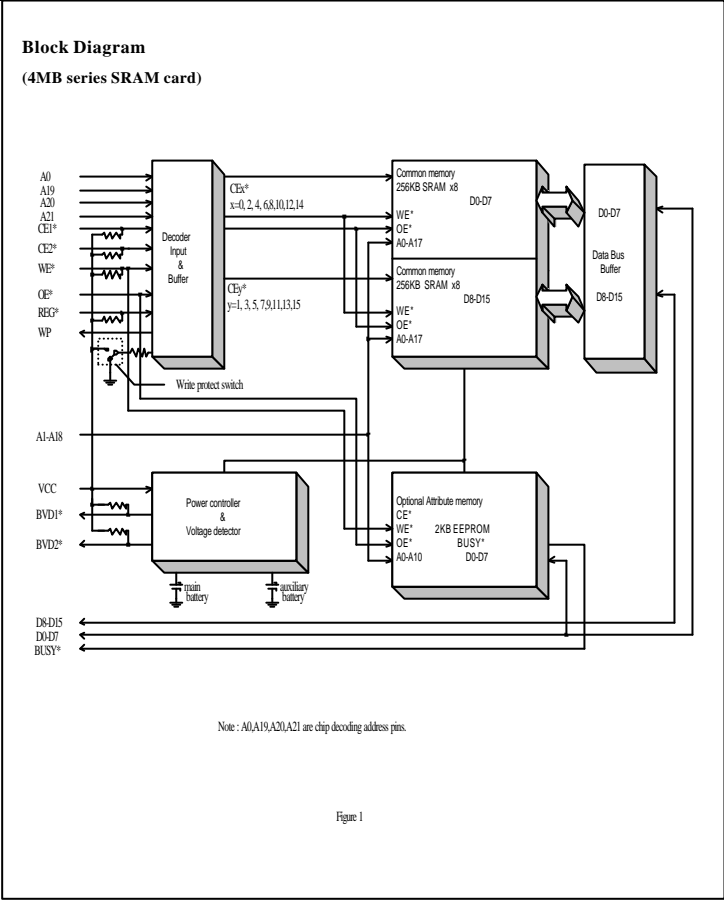 Block Diagram
(4MB series SRAM card)
A0
A19
A20
A21
CE1*
CE2*
WE*
OE*
REG*
WP
A1-A18
VCC
BVD1*
BVD2*
D8-D15
D0-D7
BUSY*
Decoder
Input
&
Buffer
CEx*
x=0, 2, 4, 6,8,10,12,14
CEy*
y=1, 3, 5, 7,9,11,13,15
Write protect switch
Common memory
256KB SRAM x8
D0-D7
WE*
OE*
A0-A17
Common memory
256KB SRAM x8
D8-D15
WE*
OE*
A0-A17
D0-D7
Data Bus
Buffer
D8-D15
Power controller
&
Voltage detector
main
battery
auxiliary
battery
Optional Attribute memory
CE*
WE* 2KB EEPROM
OE* BUSY*
A0-A10 D0-D7
Note : A0,A19,A20,A21 are chip decoding address pins.
Figure 1